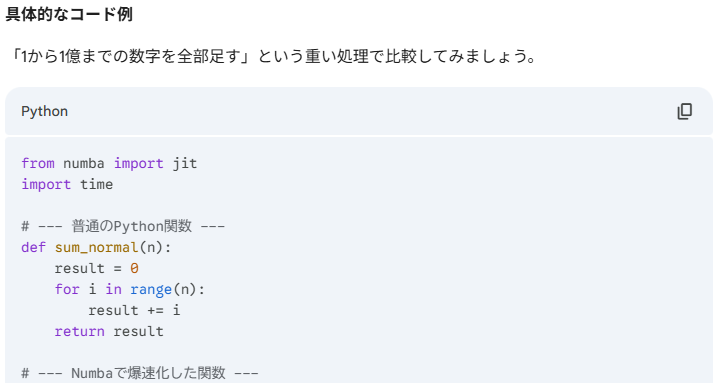 具体的なコード例
「1から1億までの数字を全部足す」という重い処理で比較してみましょう。
Python
from numba import jit
import time
# --- 普通のPython関数 ---
def sum_normal(n):
    result = 0
    for i in range(n):
        result += i
    return result
# --- Numbaで爆速化した関数 ---